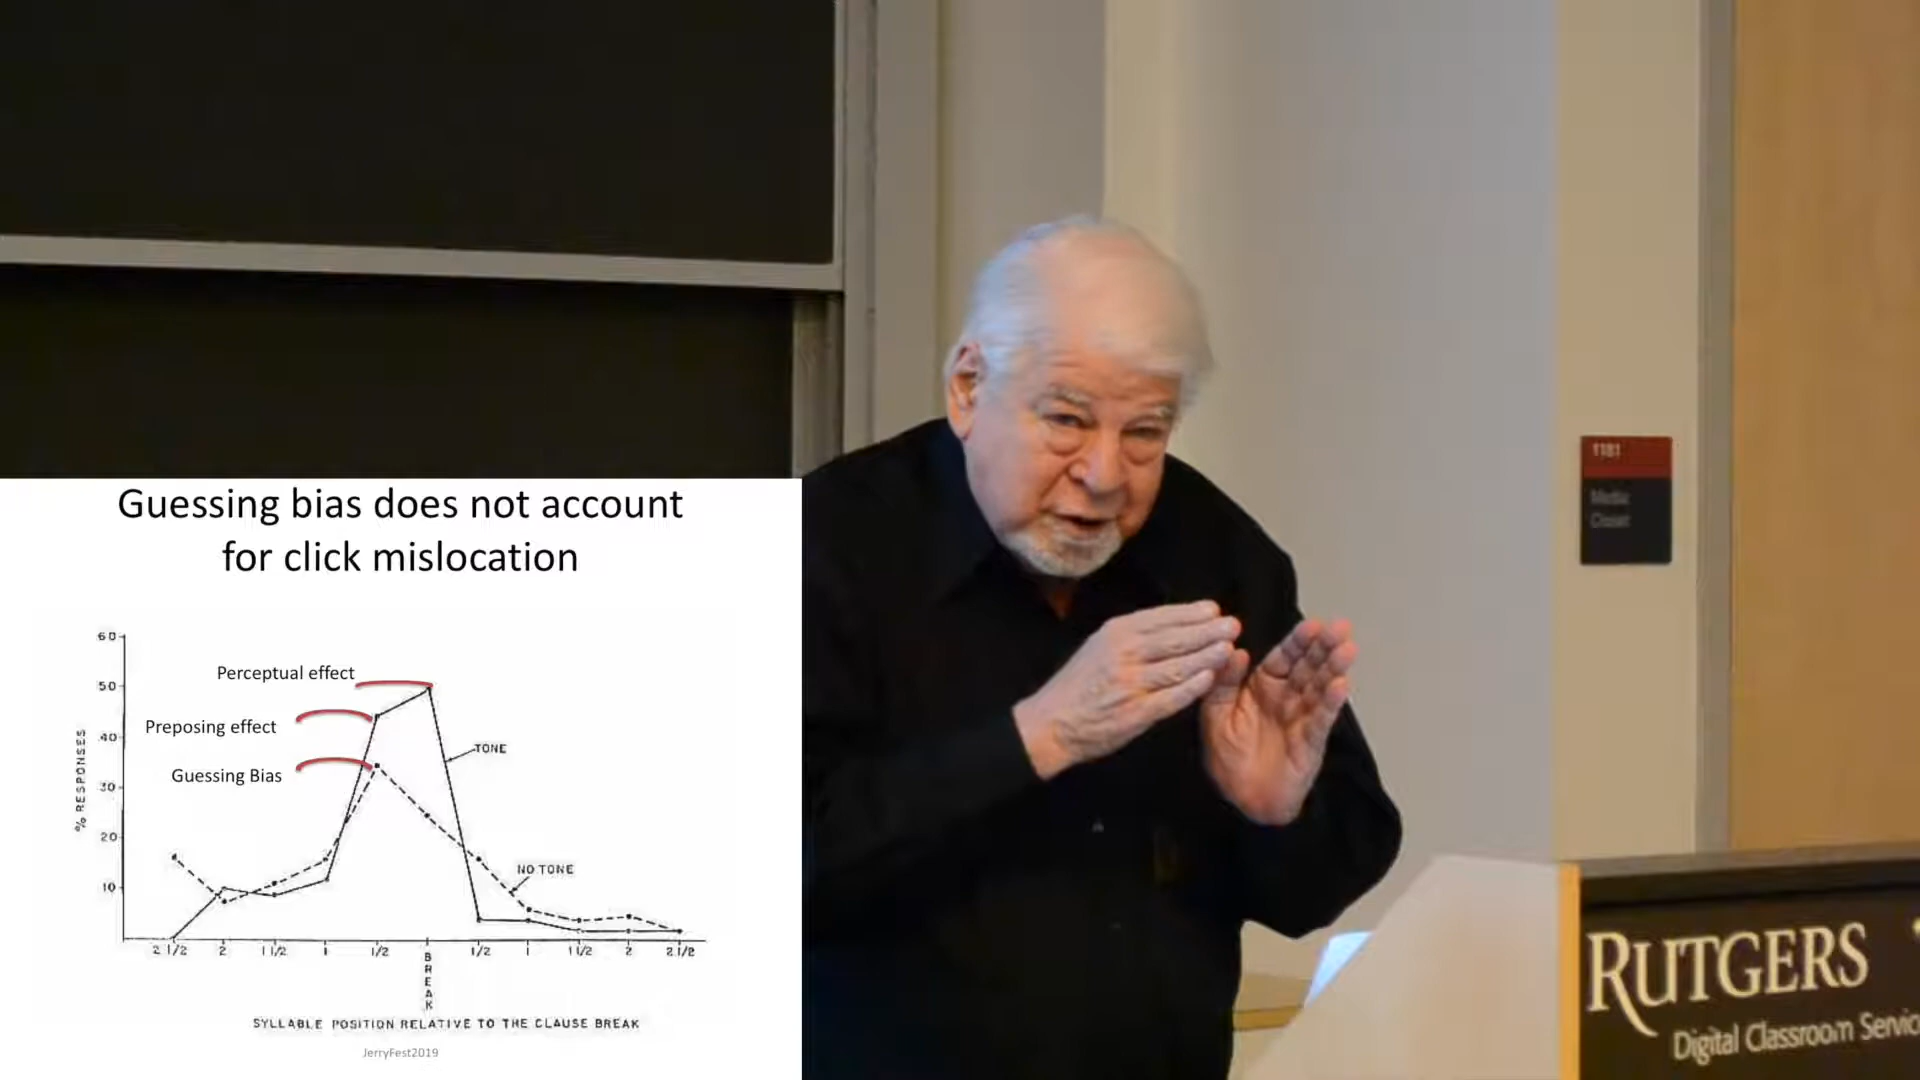 Guessing bias does not account
for click mislocation
60
Perceptual effect
50
Preposing effect
40
TONE
Guessing Bias
30
% RESPONSES
20
NO TONE
10
2 1/2 2 1 1/2 1 1/2 BREAK 1/2 1 1 1/2 2 2 1/2
SYLLABLE POSITION RELATIVE TO THE CLAUSE BREAK
JerryFest2019
1181
Media
Closet
RUTGERS
Digital Classroom Servic